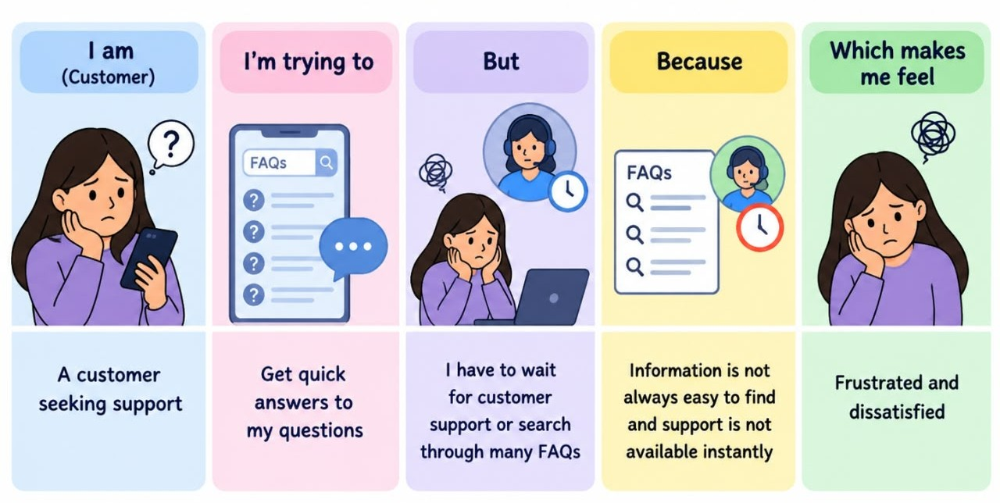 I am
(Customer)
I'm trying to
But
Because
Which makes
me feel
?
FAQs
?
?
?
?
FAQs
A customer
seeking support
Get quick
answers to
my questions
I have to wait
for customer
support or search
through many FAQs
Information is not
always easy to find
and support is not
available instantly
Frustrated and
dissatisfied